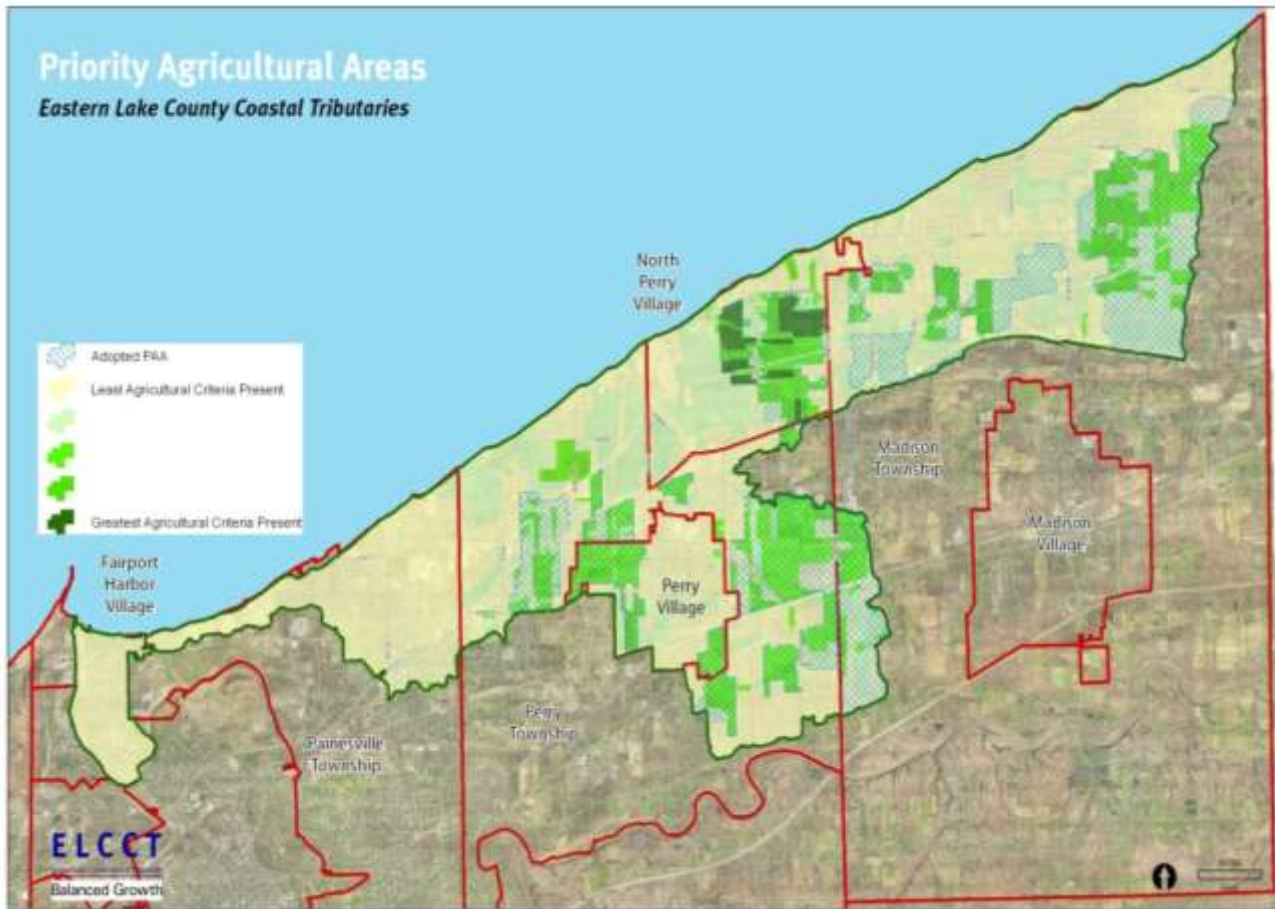 Priority Agricultural Areas
Eastern Lake County Coastal Tributaries
North
Perry
Village
Adopted PAA
Least Agricultural Criteria Present
Greatest Agricultural Criteria Present
Fairport
Harbor
Village
Madison
Township
Madison
Village
Perry
Village
Perry
Township
Painesville
Township
ELCCT
Balanced Growth